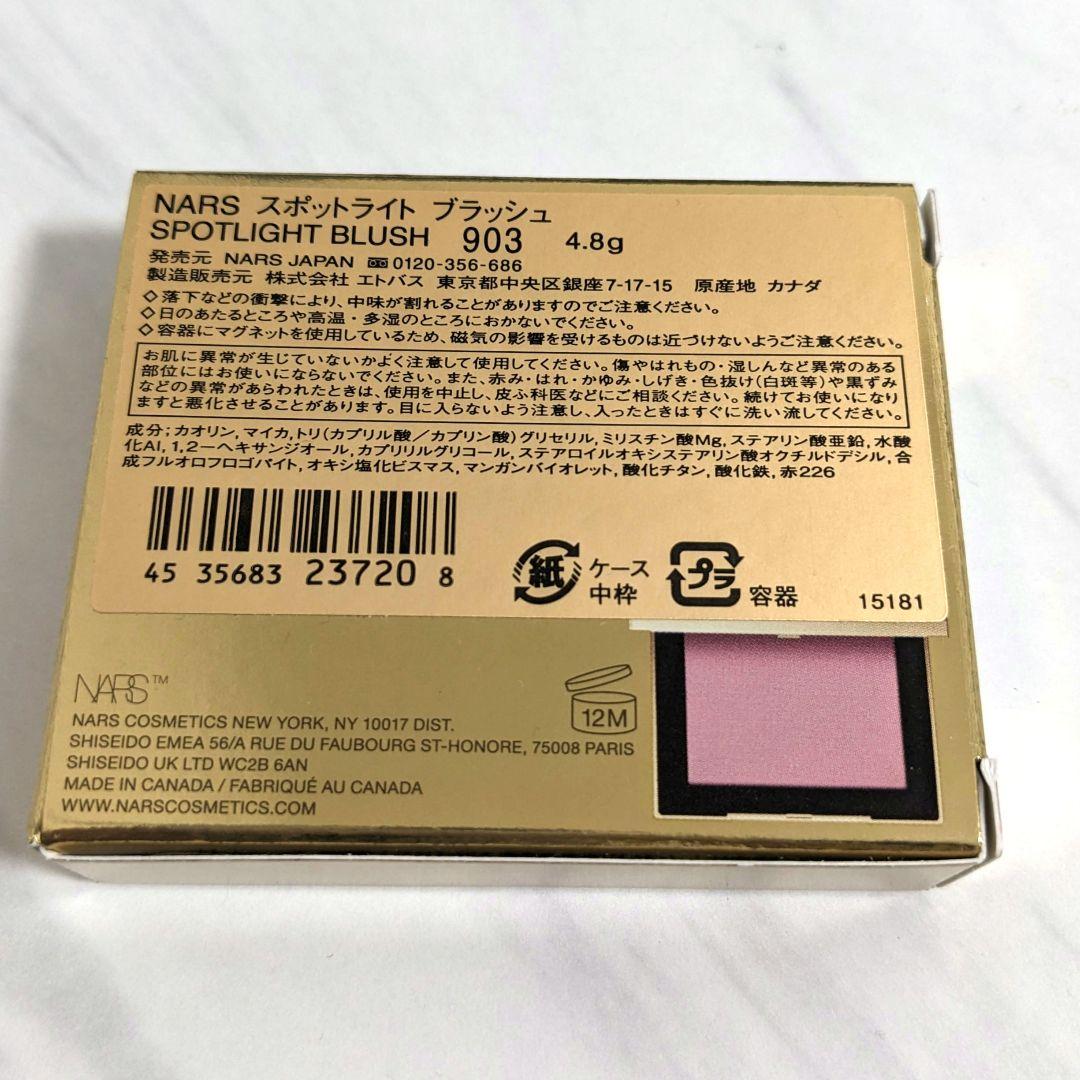 NARS スポットライト ブラッシュ
SPOTLIGHT BLUSH 903 4.8g
発売元 NARS JAPAN 0120-356-686
製造販売元 株式会社 エトバス 東京都中央区銀座7-17-15 原産地 カナダ
◇落下などの衝撃により、中味が割れることがありますのでご注意ください。
◇日のあたるところや高温・多湿のところにおかないでください。
◇容器にマグネットを使用しているため、磁気の影響を受けるものは近づけないようご注意ください。
お肌に異常が生じていないかよく注意して使用してください。傷やはれもの・湿しんなど異常のある
部位にはお使いにならないでください。また、赤み・はれ・かゆみ・しげき・色抜け(白斑等)や黒ずみ
などの異常があらわれたときは、使用を中止し、皮ふ科医などにご相談ください。続けてお使いになり
ますと悪化させることがあります。目に入らないよう注意し、入ったときはすぐに洗い流してください。
成分;カオリン,マイカ,トリ(カプリル酸/カプリン酸)グリセリル,ミリスチン酸Mg,ステアリン酸亜鉛,水酸
化Al,1,2-ヘキサンジオール,カプリリルグリコール,ステアロイルオキシステアリン酸オクチルドデシル,合
成フルオロフロゴパイト,オキシ塩化ビスマス,マンガンバイオレット,酸化チタン,酸化鉄,赤226
45 35683 23720 8
紙 ケース 中枠
プラ 容器
15181
NARS™
12M
NARS COSMETICS NEW YORK, NY 10017 DIST.
SHISEIDO EMEA 56/A RUE DU FAUBOURG ST-HONORE, 75008 PARIS
SHISEIDO UK LTD WC2B 6AN
MADE IN CANADA / FABRIQUÉ AU CANADA
WWW.NARSCOSMETICS.COM